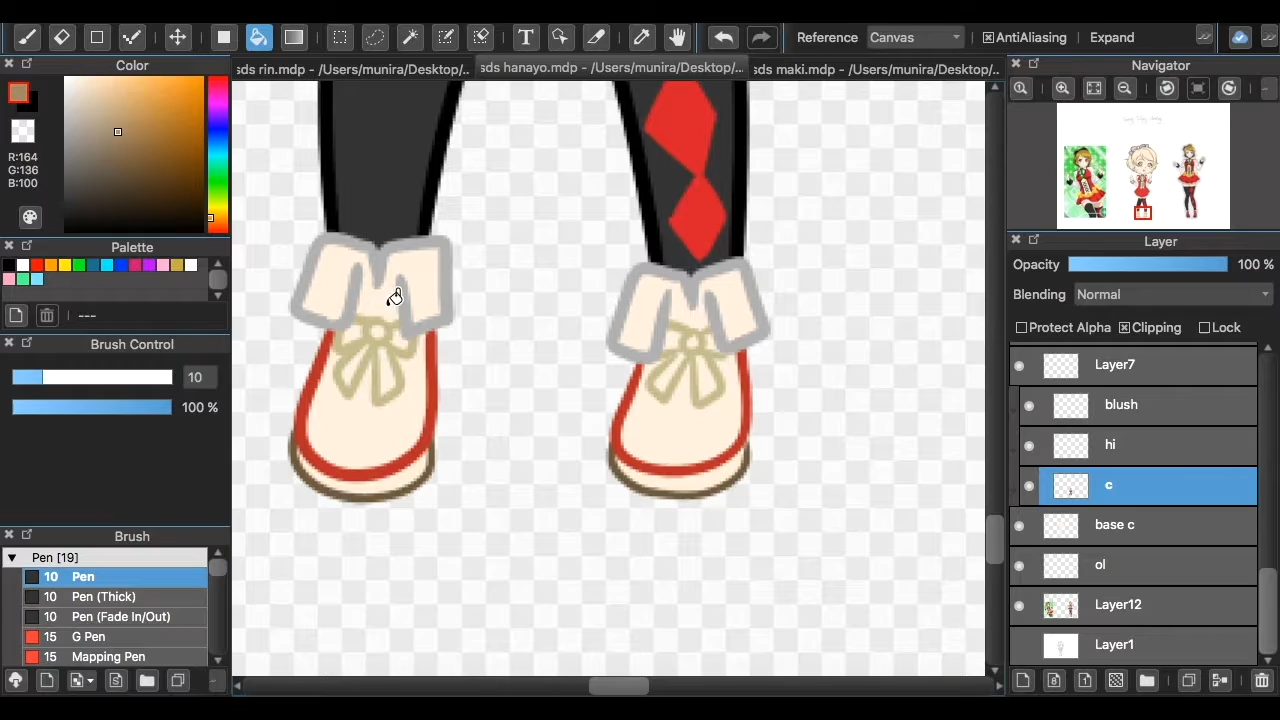 Reference Canvas AntiAliasing Expand
Color
sds rin.mdp - /Users/munira/Desktop/..
sds hanayo.mdp - /Users/munira/Desktop/...
sds maki.mdp - /Users/munira/Desktop/...
Navigator
R:164
G:136
B:100
Palette
---
Brush Control
10
100 %
Brush
Pen [19]
10 Pen
10 Pen (Thick)
10 Pen (Fade In/Out)
15 G Pen
15 Mapping Pen
Layer
Opacity 100 %
Blending Normal
Protect Alpha Clipping Lock
Layer7
blush
hi
c
base c
ol
Layer12
Layer1